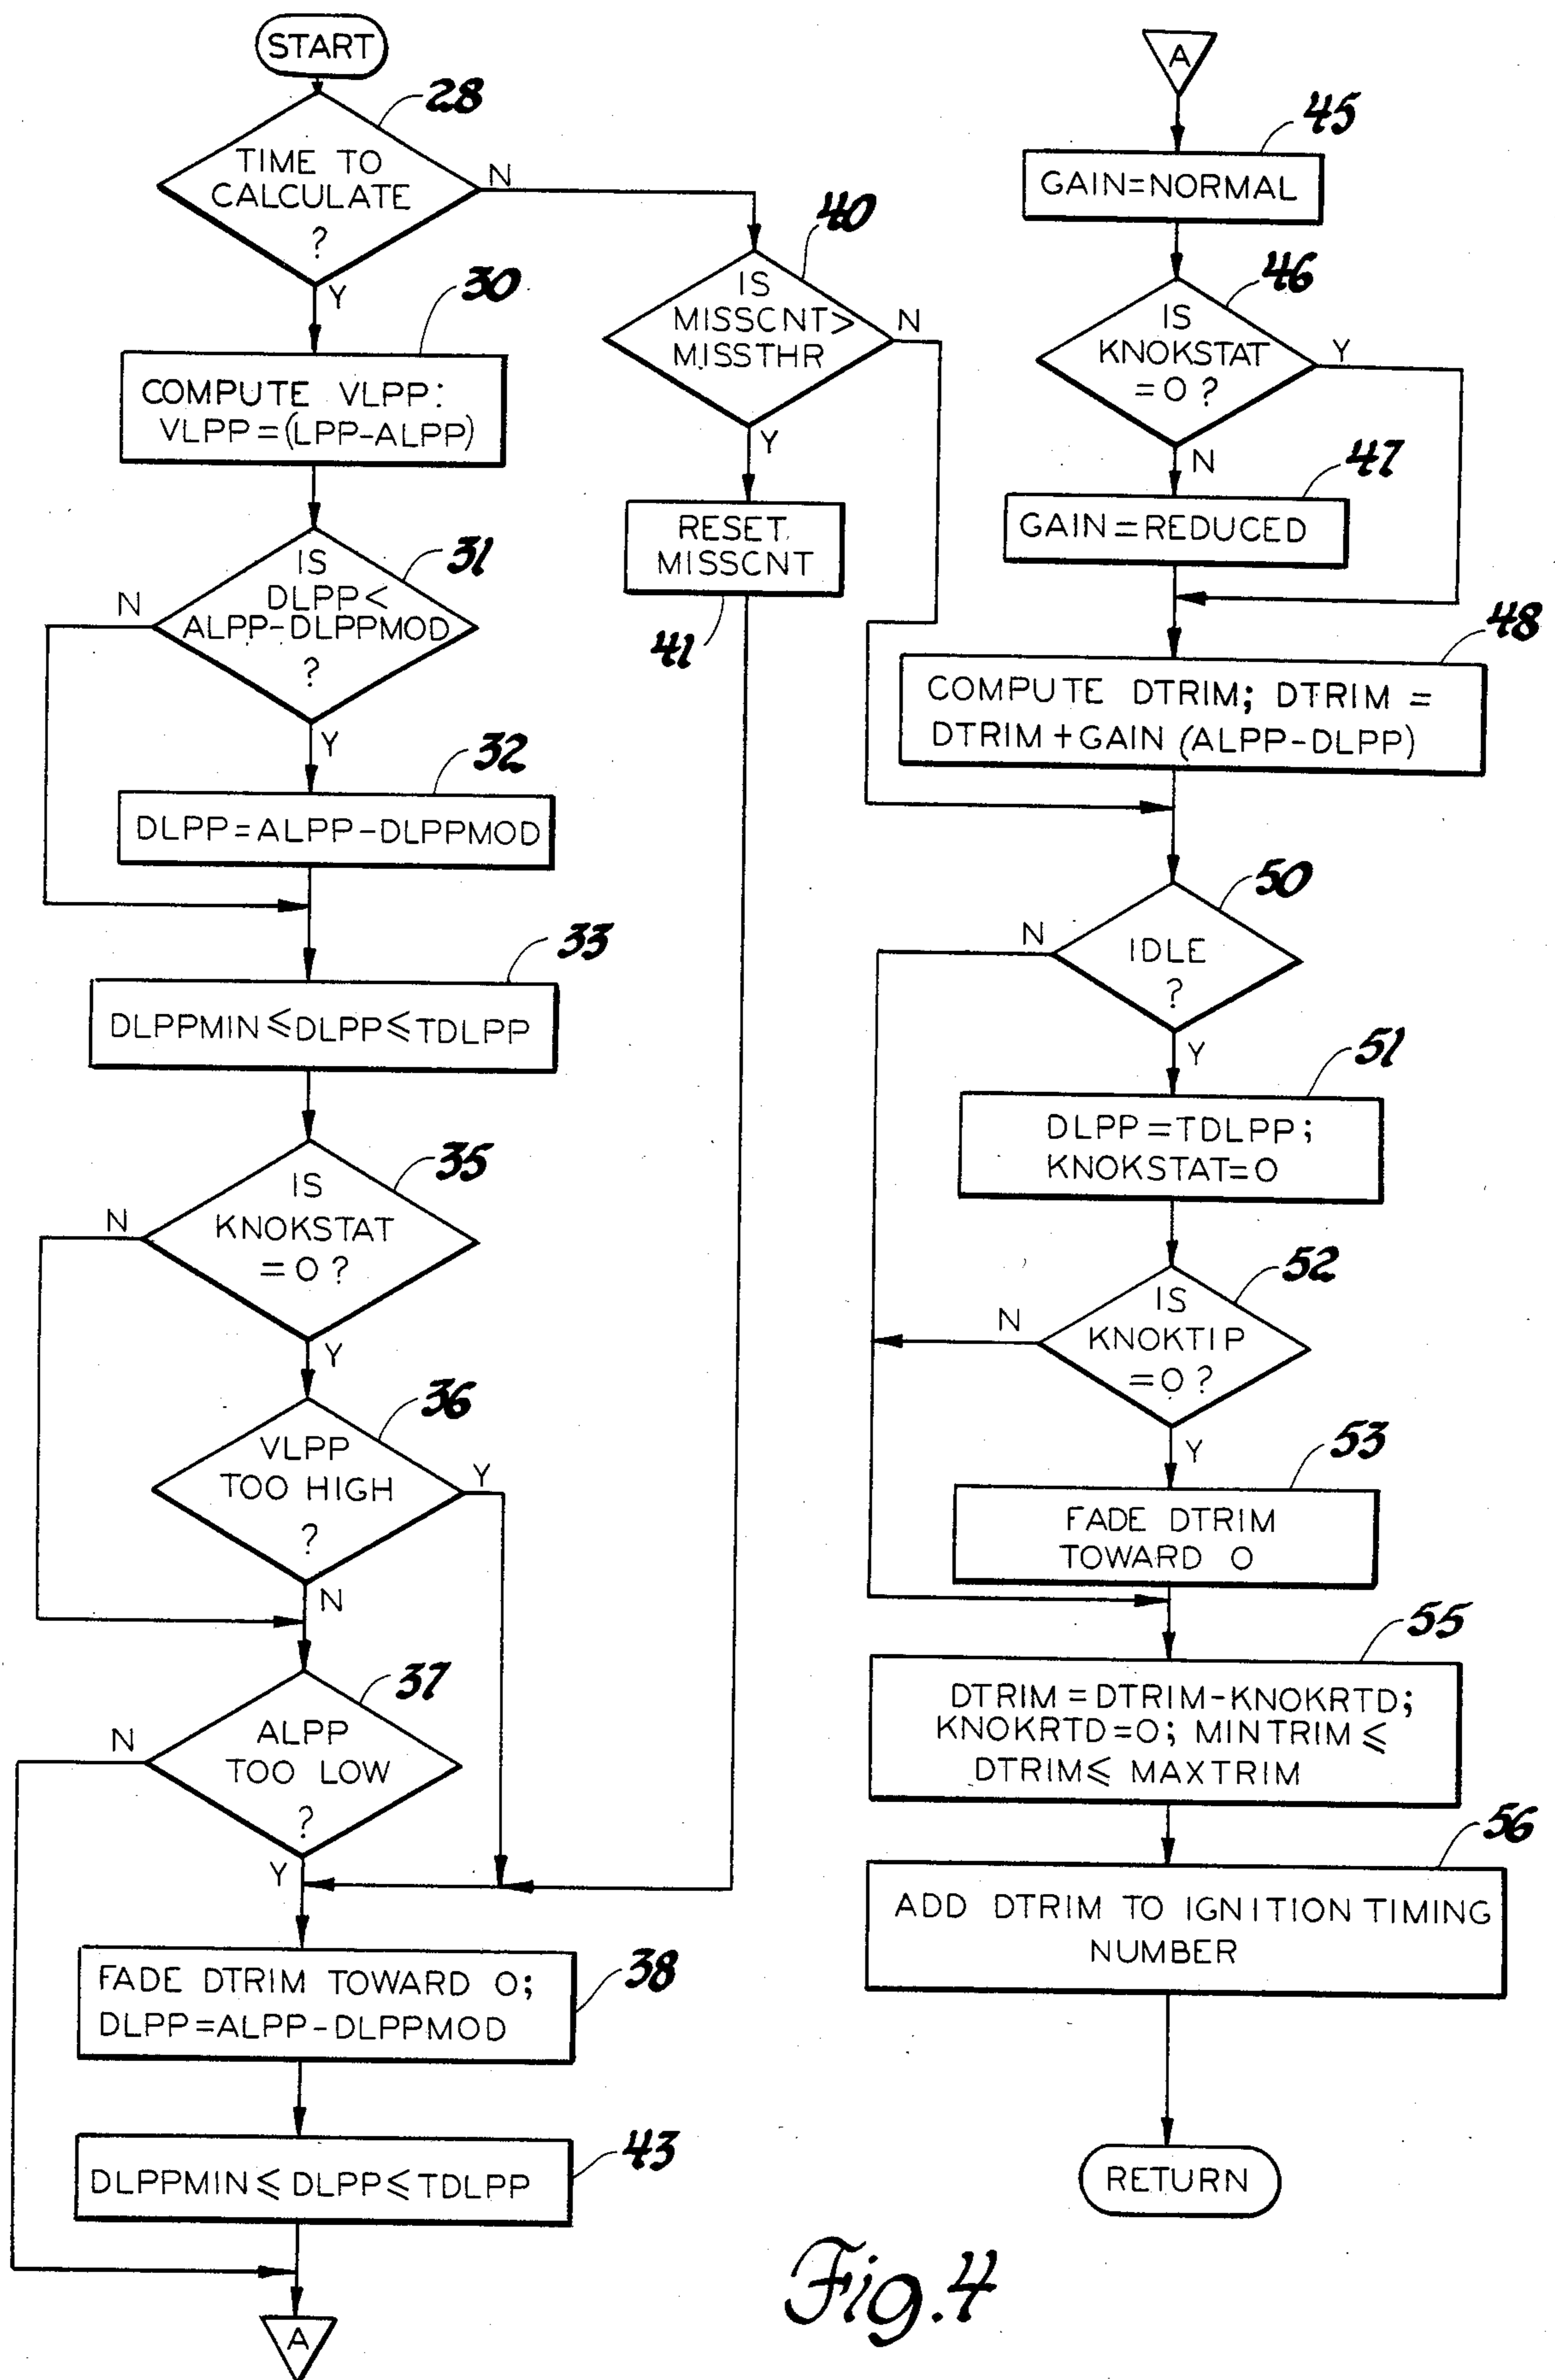 START
28
TIME TO
CALCULATE
?
N
Y
30
COMPUTE VLPP:
VLPP=(LPP-ALPP)
31
IS
DLPP<
ALPP-DLPPMOD
?
N
Y
32
DLPP=ALPP-DLPPMOD
33
DLPPMIN≤DLPP≤TDLPP
35
IS
KNOKSTAT
=0?
N
Y
36
VLPP
TOO HIGH
?
Y
N
37
ALPP
TOO LOW
?
N
Y
38
FADE DTRIM TOWARD 0;
DLPP=ALPP-DLPPMOD
43
DLPPMIN≤DLPP≤TDLPP
A
40
IS
MISSCNT>
MISSTHR
N
Y
RESET
MISSCNT
41
A
45
GAIN=NORMAL
46
IS
KNOKSTAT
=0?
Y
N
47
GAIN=REDUCED
48
COMPUTE DTRIM; DTRIM =
DTRIM+GAIN (ALPP-DLPP)
50
IDLE
?
N
Y
51
DLPP=TDLPP;
KNOKSTAT=0
52
IS
KNOKTIP
=0?
N
Y
53
FADE DTRIM
TOWARD 0
55
DTRIM=DTRIM-KNOKRTD;
KNOKRTD=0; MINTRIM≤
DTRIM≤ MAXTRIM
56
ADD DTRIM TO IGNITION TIMING
NUMBER
RETURN
Fig.4